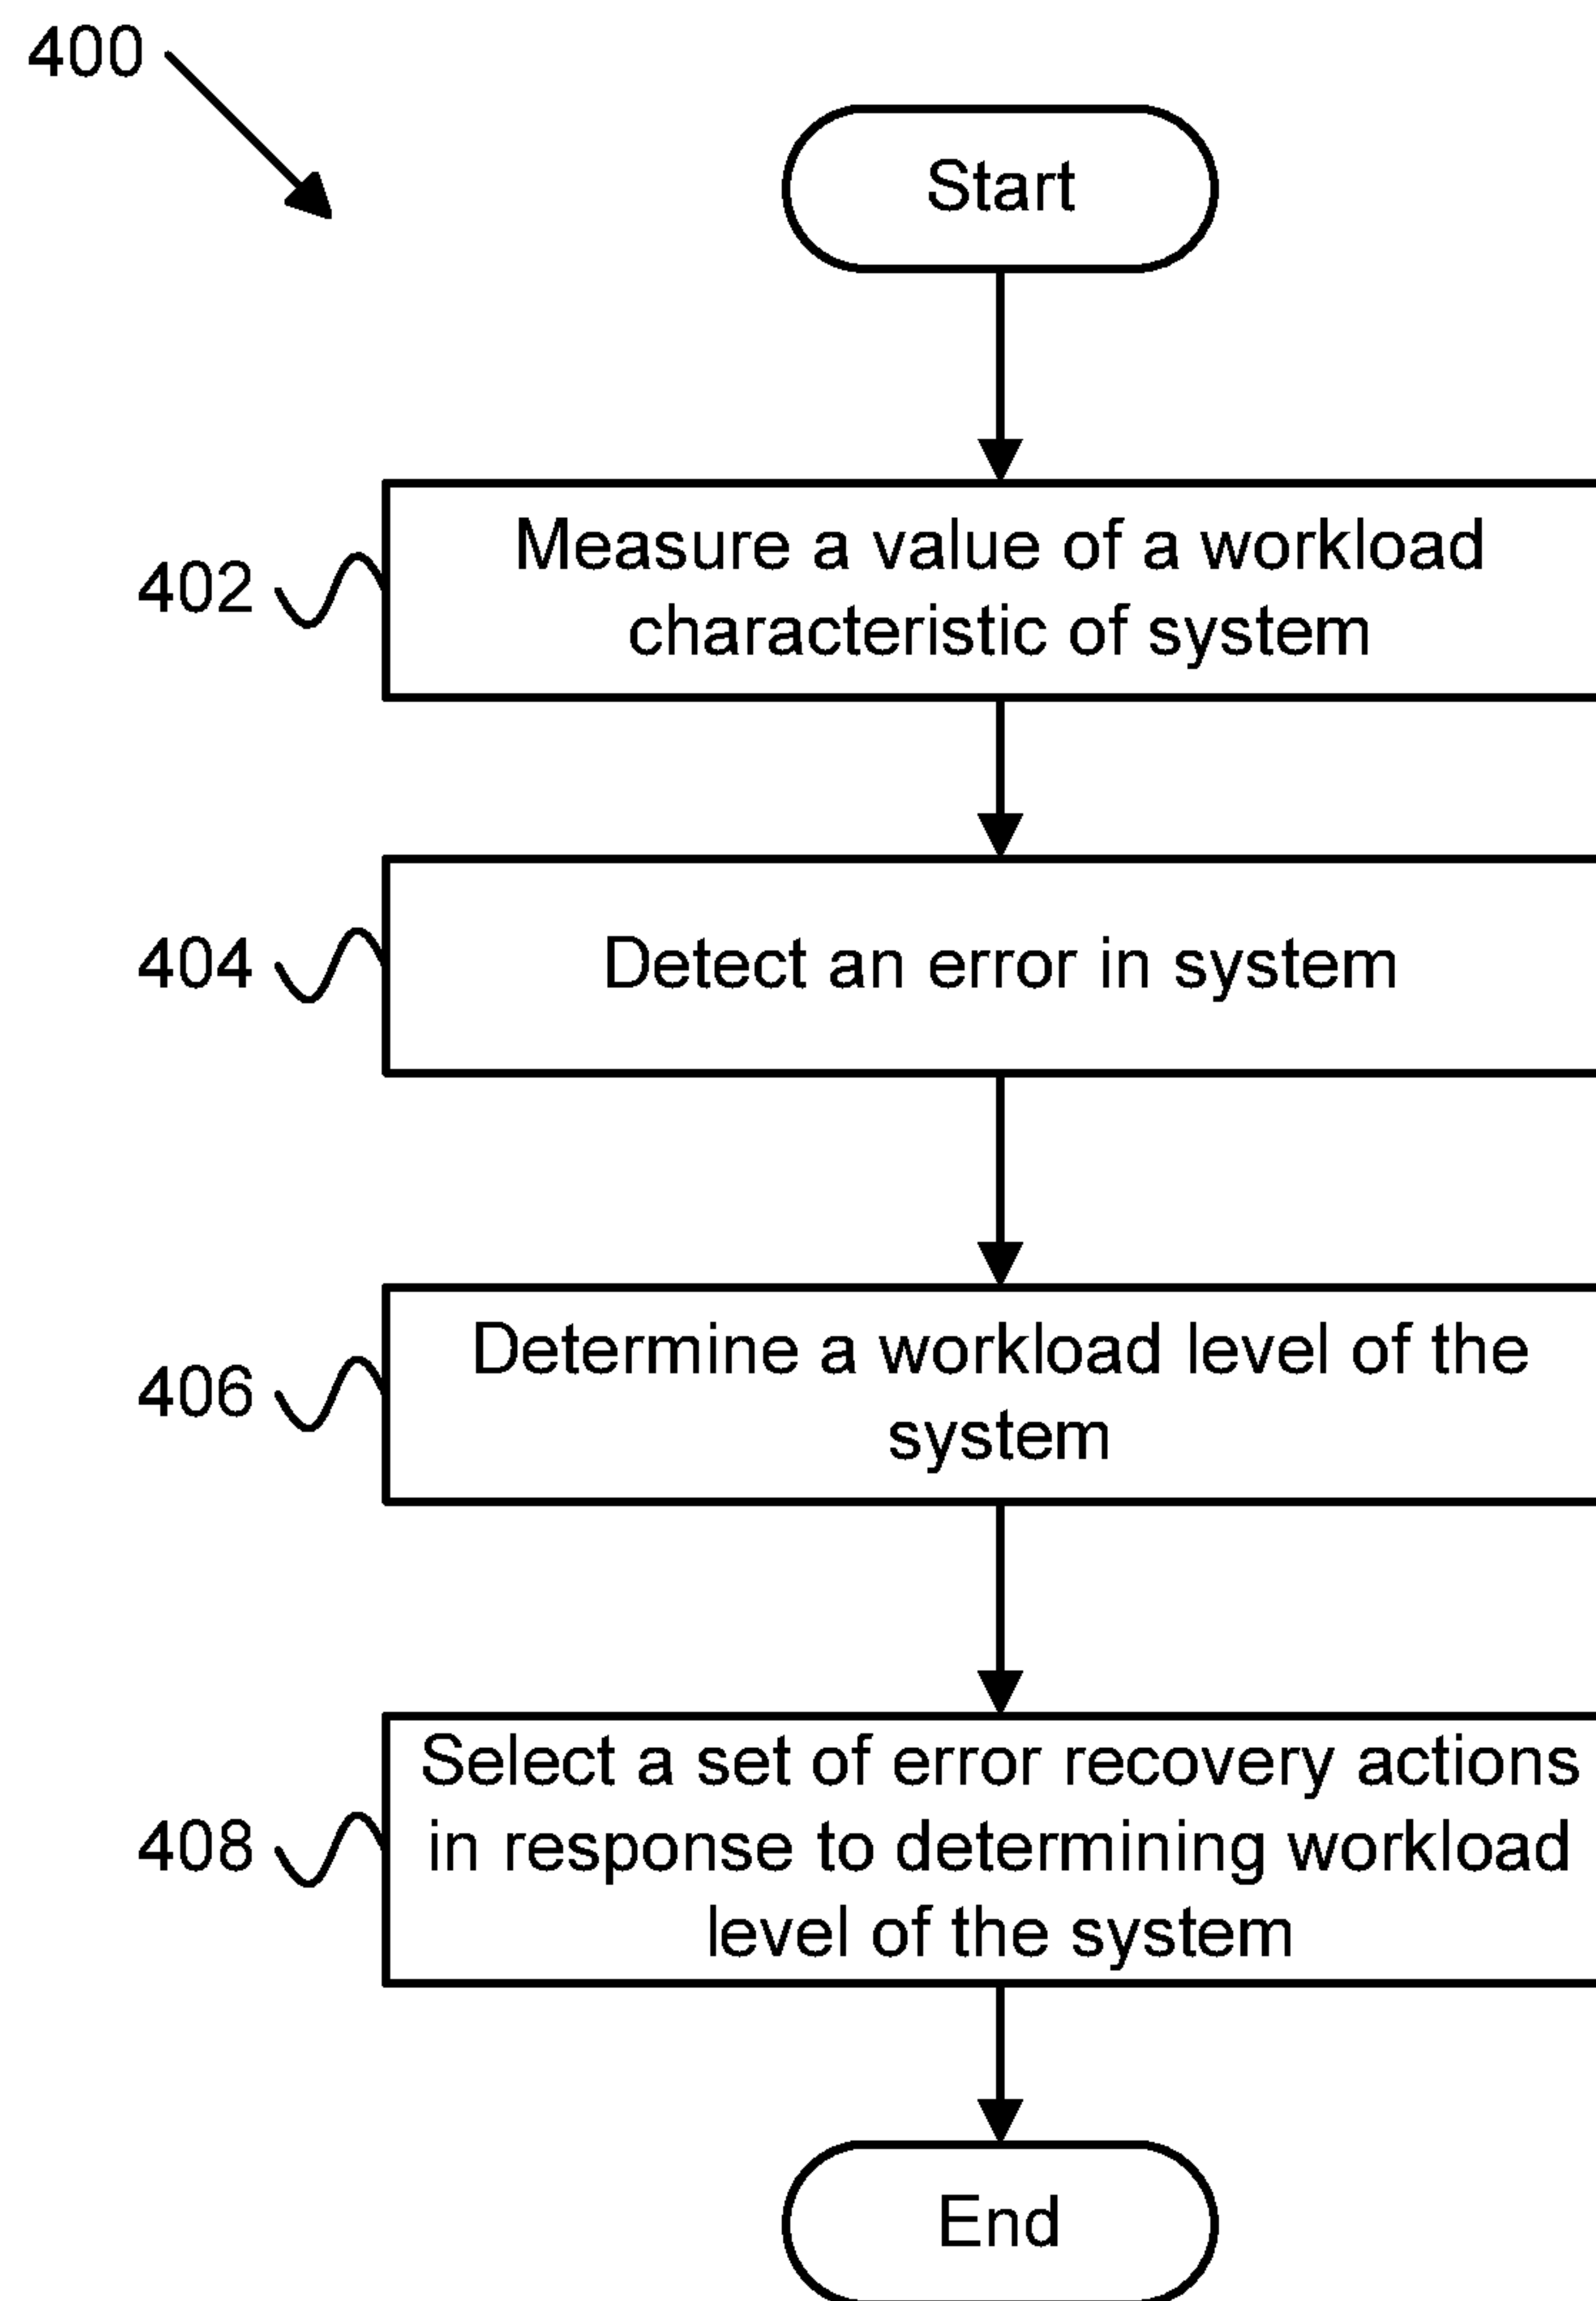 400
Start
402
Measure a value of a workload
characteristic of system
404
Detect an error in system
406
Determine a workload level of the
system
408
Select a set of error recovery actions
in response to determining workload
level of the system
End